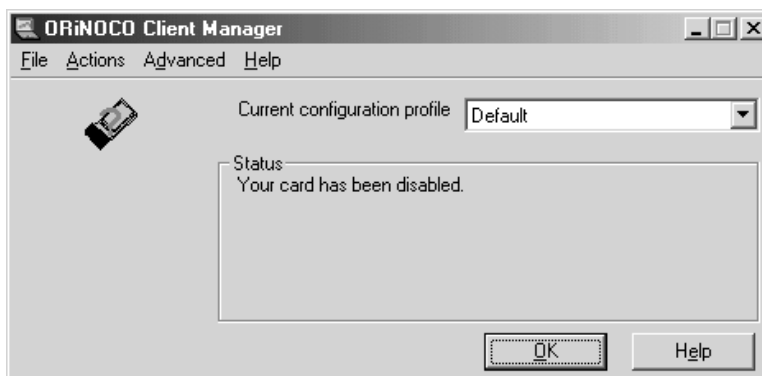 ORiNOCO Client Manager
File Actions Advanced Help
Current configuration profile Default
Status
Your card has been disabled.
OK Help